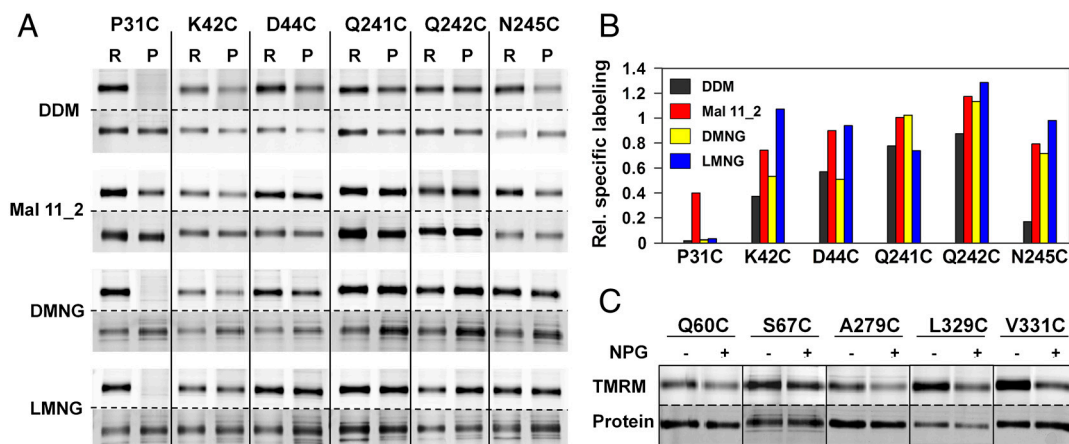 A
P31C K42C D44C Q241C Q242C N245C
R P R P R P R P R P R P
DDM
Mal 11_2
DMNG
LMNG
B
Rel. specific labeling
1.4
1.2
1
0.8
0.6
0.4
0.2
0
DDM
Mal 11_2
DMNG
LMNG
P31C K42C D44C Q241C Q242C N245C
C
Q60C S67C A279C L329C V331C
NPG - + - + - + - + - +
TMRM
Protein